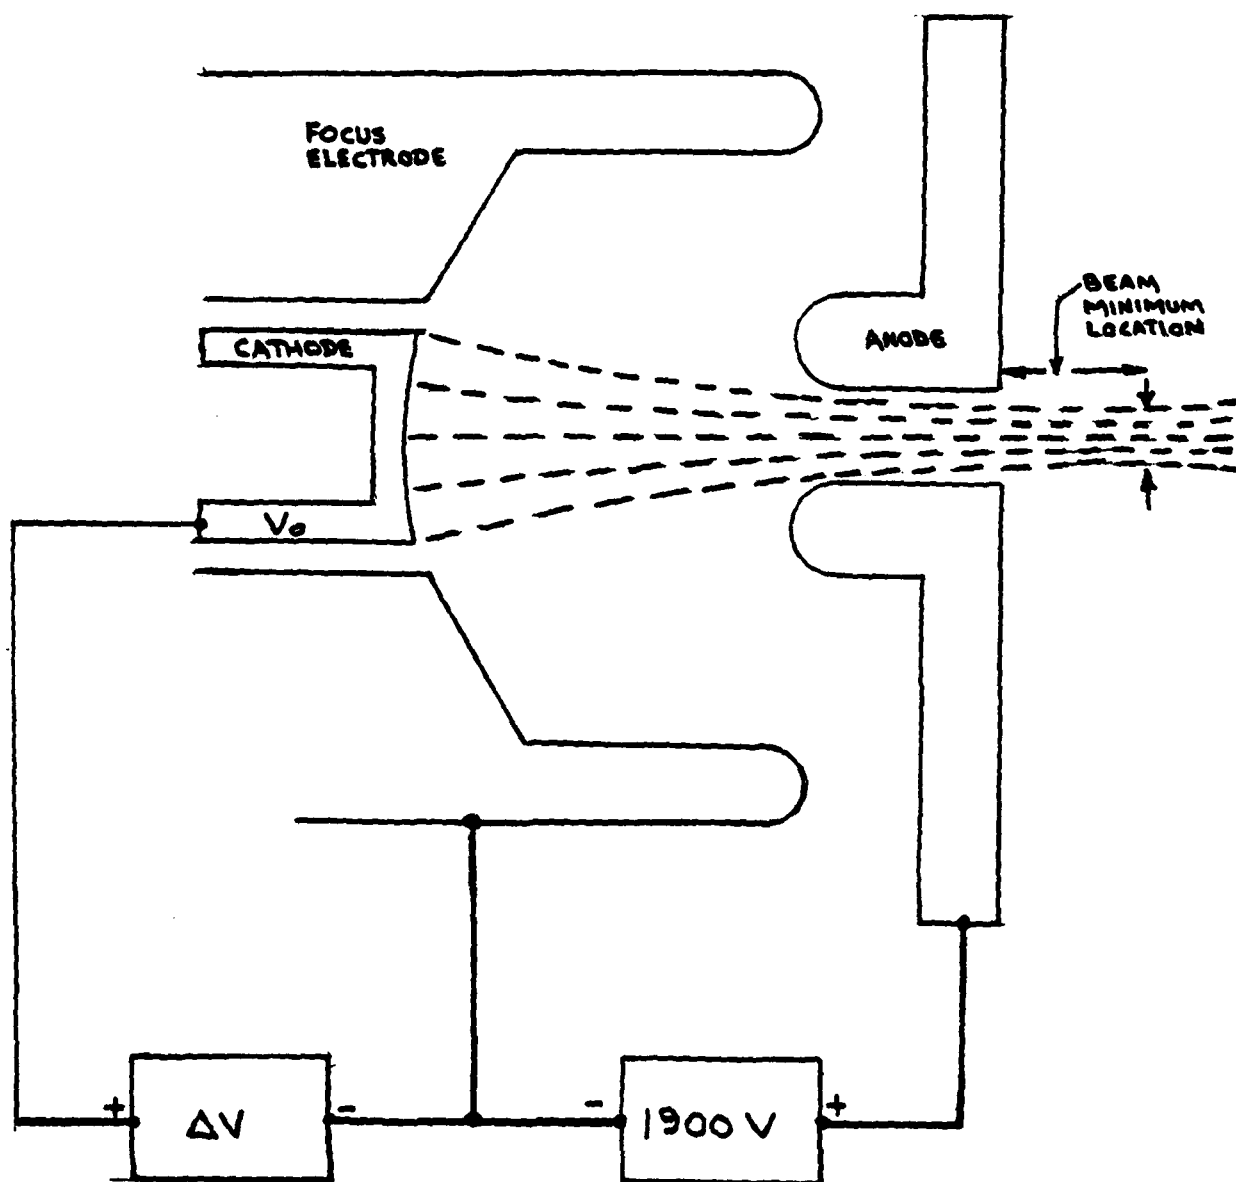 FOCUS
ELECTRODE
BEAM
MINIMUM
LOCATION
CATHODE
ANODE
Vo
+
ΔV
-
-
1900 V
+